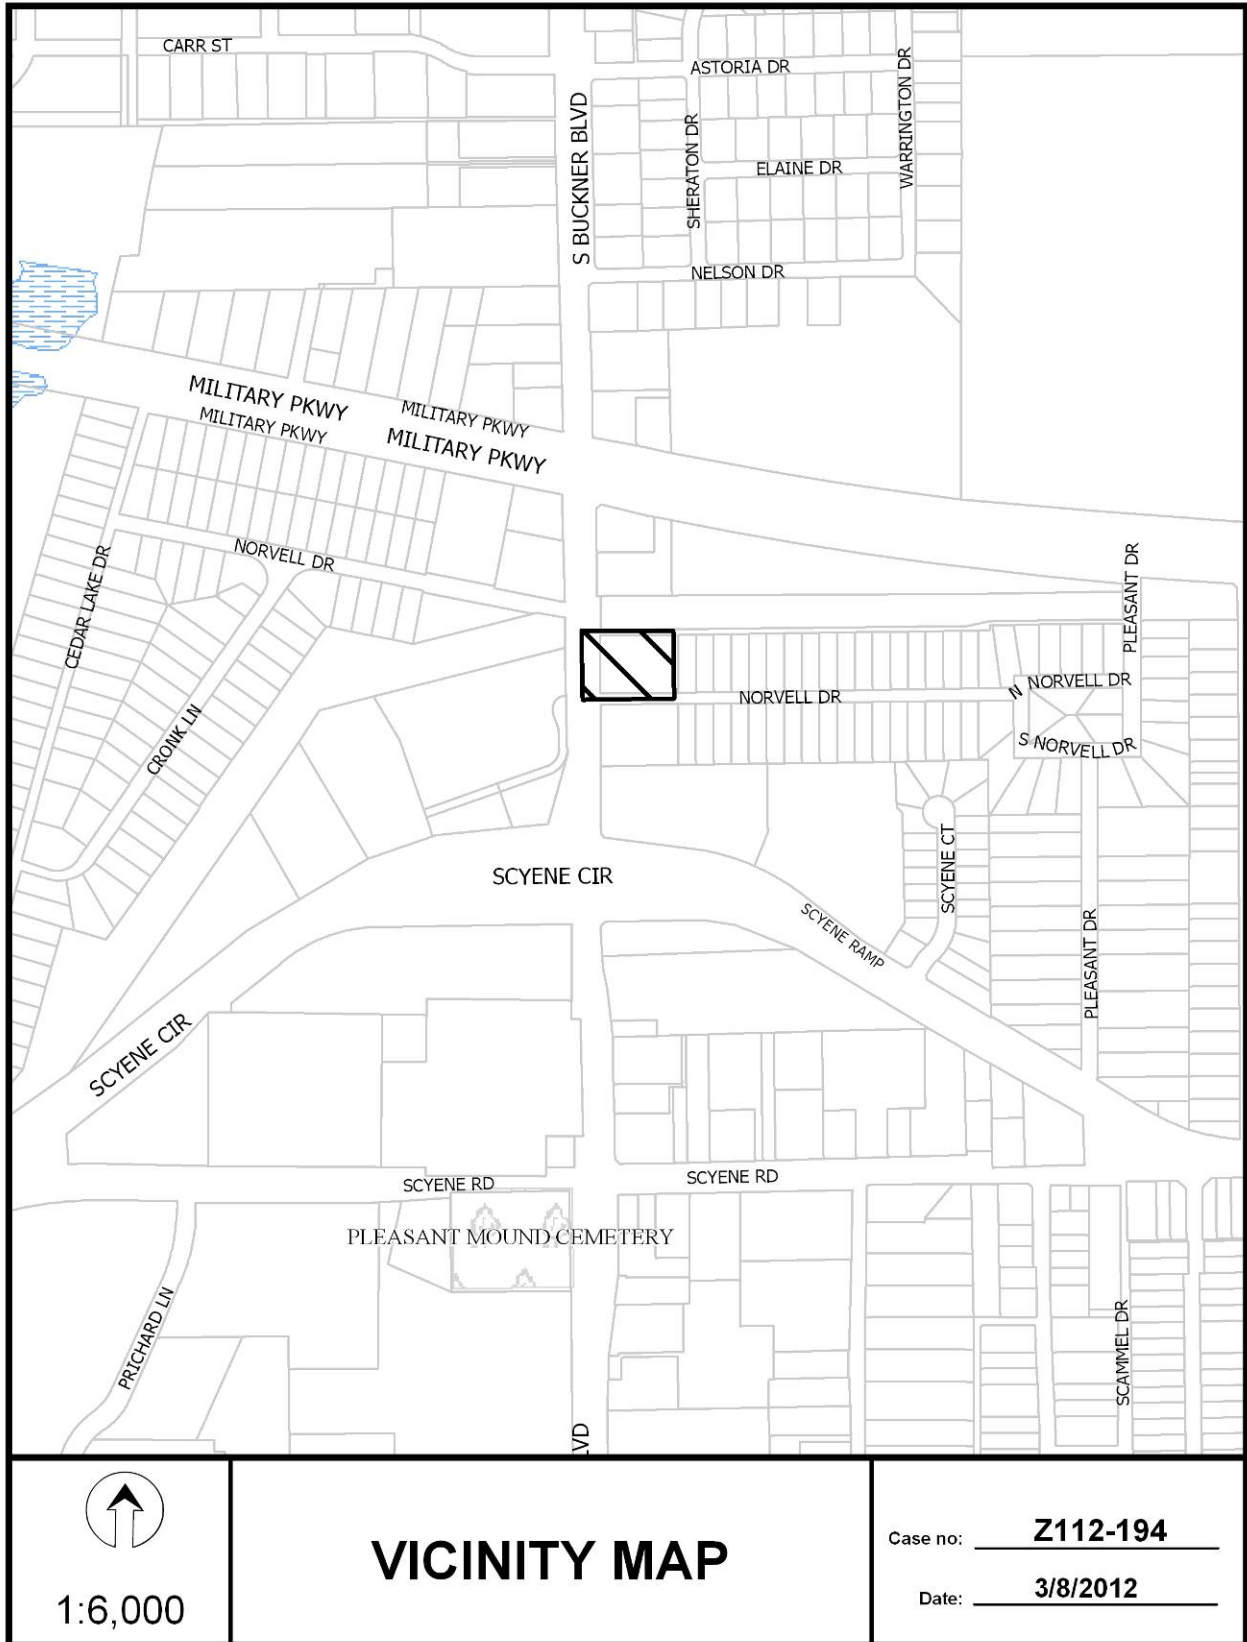 CARR ST
ASTORIA DR
WARRINGTON DR
S BUCKNER BLVD
SHERATON DR
ELAINE DR
NELSON DR
MILITARY PKWY
MILITARY PKWY
MILITARY PKWY
MILITARY PKWY
NORVELL DR
CEDAR LAKE DR
PLEASANT DR
NORVELL DR
N NORVELL DR
S NORVELL DR
CRONK LN
SCYENE CIR
SCYENE CT
SCYENE RAMP
PLEASANT DR
SCYENE CIR
SCYENE RD
SCYENE RD
PLEASANT MOUND CEMETERY
PRICHARD LN
SCAMMEL DR
LVD
1:6,000
VICINITY MAP
Case no: Z112-194
Date: 3/8/2012